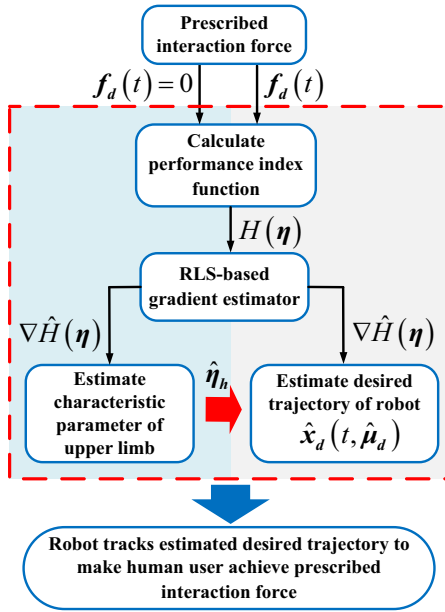 Prescribed
interaction force
f_d(t)=0
f_d(t)
Calculate
performance index
function
H(η)
RLS-based
gradient estimator
∇Ĥ(η)
∇Ĥ(η)
Estimate
characteristic
parameter of
upper limb
η̂_h
Estimate desired
trajectory of robot
x̂_d(t, μ̂_d)
Robot tracks estimated desired trajectory to
make human user achieve prescribed
interaction force